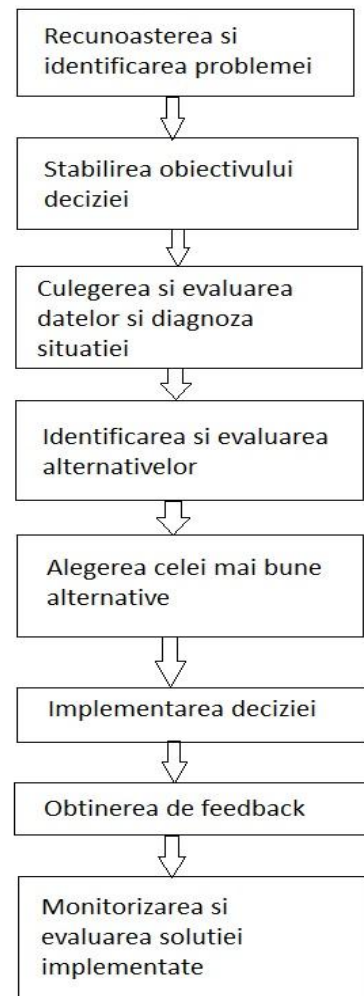 Recunoasterea si
identificarea problemei
Stabilirea obiectivului
deciziei
Culegerea si evaluarea
datelor si diagnoza
situatiei
Identificarea si evaluarea
alternativelor
Alegerea celei mai bune
alternative
Implementarea deciziei
Obtinerea de feedback
Monitorizarea si
evaluarea solutiei
implementate